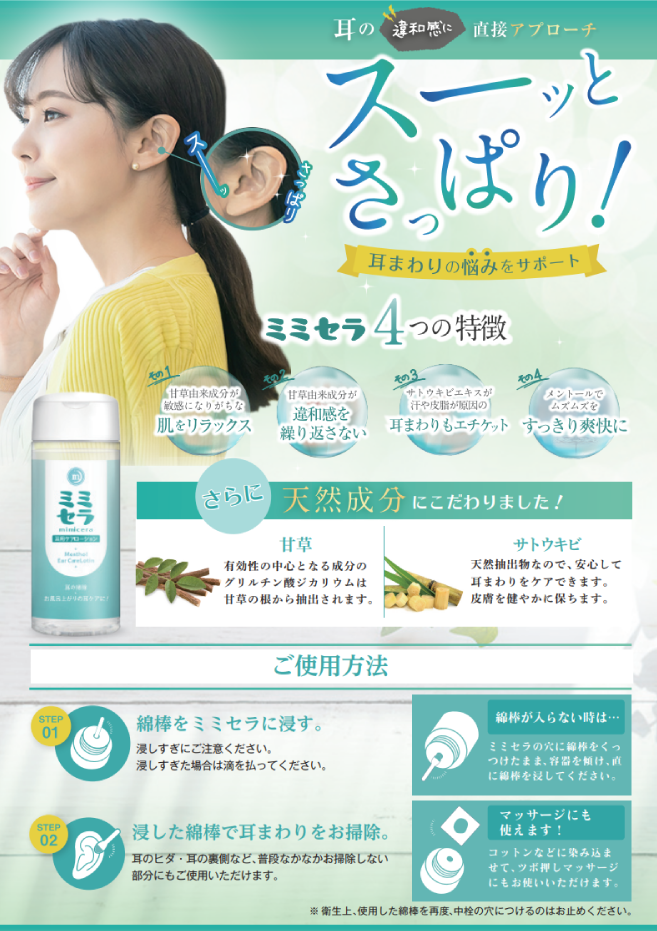 耳の 違和感に 直接アプローチ
スーッと
さっぱり！
スーッ
さっぱり
耳まわりの悩みをサポート
ミミセラ 4つの特徴
その1
甘草由来成分が
敏感になりがちな
肌をリラックス
その2
甘草由来成分が
違和感を
繰り返さない
その3
サトウキビエキスが
汗や皮脂が原因の
耳まわりもエチケット
その4
メントールで
ムズムズを
すっきり爽快に
さらに 天然成分にこだわりました！
甘草
有効性の中心となる成分の
グリルチン酸ジカリウムは
甘草の根から抽出されます。
サトウキビ
天然抽出物なので、安心して
耳まわりをケアできます。
皮膚を健やかに保ちます。
ミミ
セラ
mimicera
Menthol
Ear Care Lotion
耳の掃除
お風呂上がりの耳ケアに！
ご使用方法
STEP
01
綿棒をミミセラに浸す。
浸しすぎにご注意ください。
浸しすぎた場合は滴を払ってください。
綿棒が入らない時は…
ミミセラの穴に綿棒をくっ
つけたまま、容器を傾け、直
に綿棒を浸してください。
STEP
02
浸した綿棒で耳まわりをお掃除。
耳のヒダ・耳の裏側など、普段なかなかお掃除しない
部分にもご使用いただけます。
マッサージにも
使えます！
コットンなどに染み込ま
せて、ツボ押しマッサージ
にもお使いいただけます。
※ 衛生上、使用した綿棒を再度、中栓の穴につけるのはお止めください。